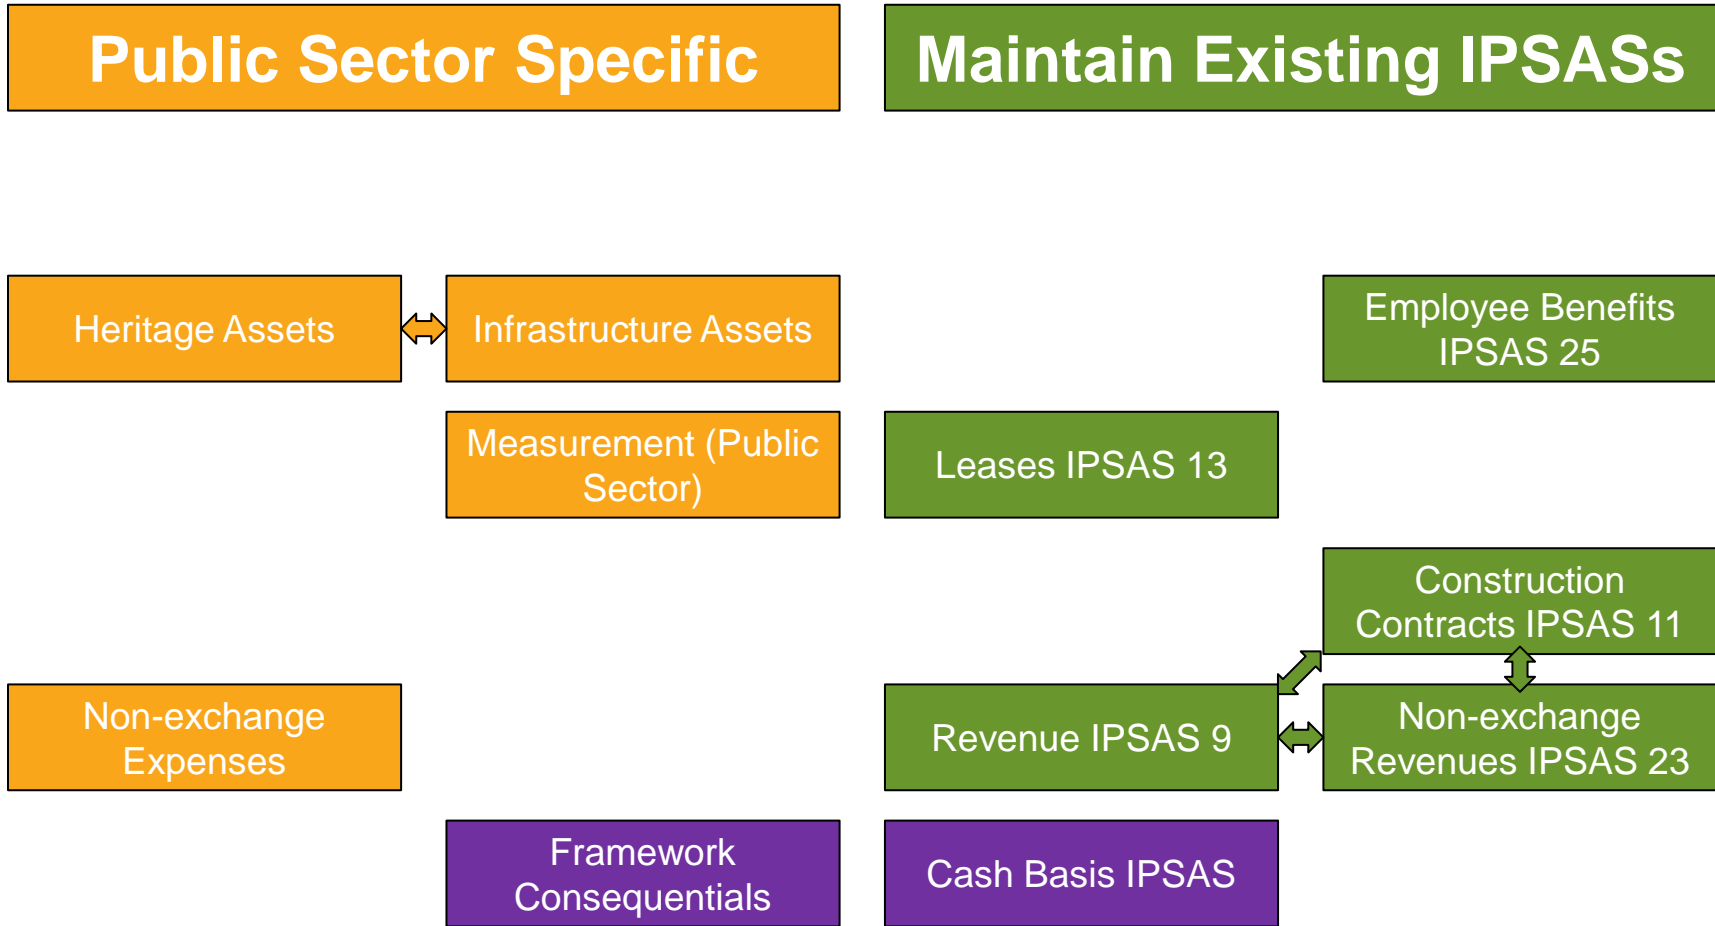 Public Sector Specific
Maintain Existing IPSASs
Heritage Assets
Infrastructure Assets
Employee Benefits
IPSAS 25
Measurement (Public
Sector)
Leases IPSAS 13
Construction
Contracts IPSAS 11
Non-exchange
Expenses
Revenue IPSAS 9
Non-exchange
Revenues IPSAS 23
Framework
Consequentials
Cash Basis IPSAS